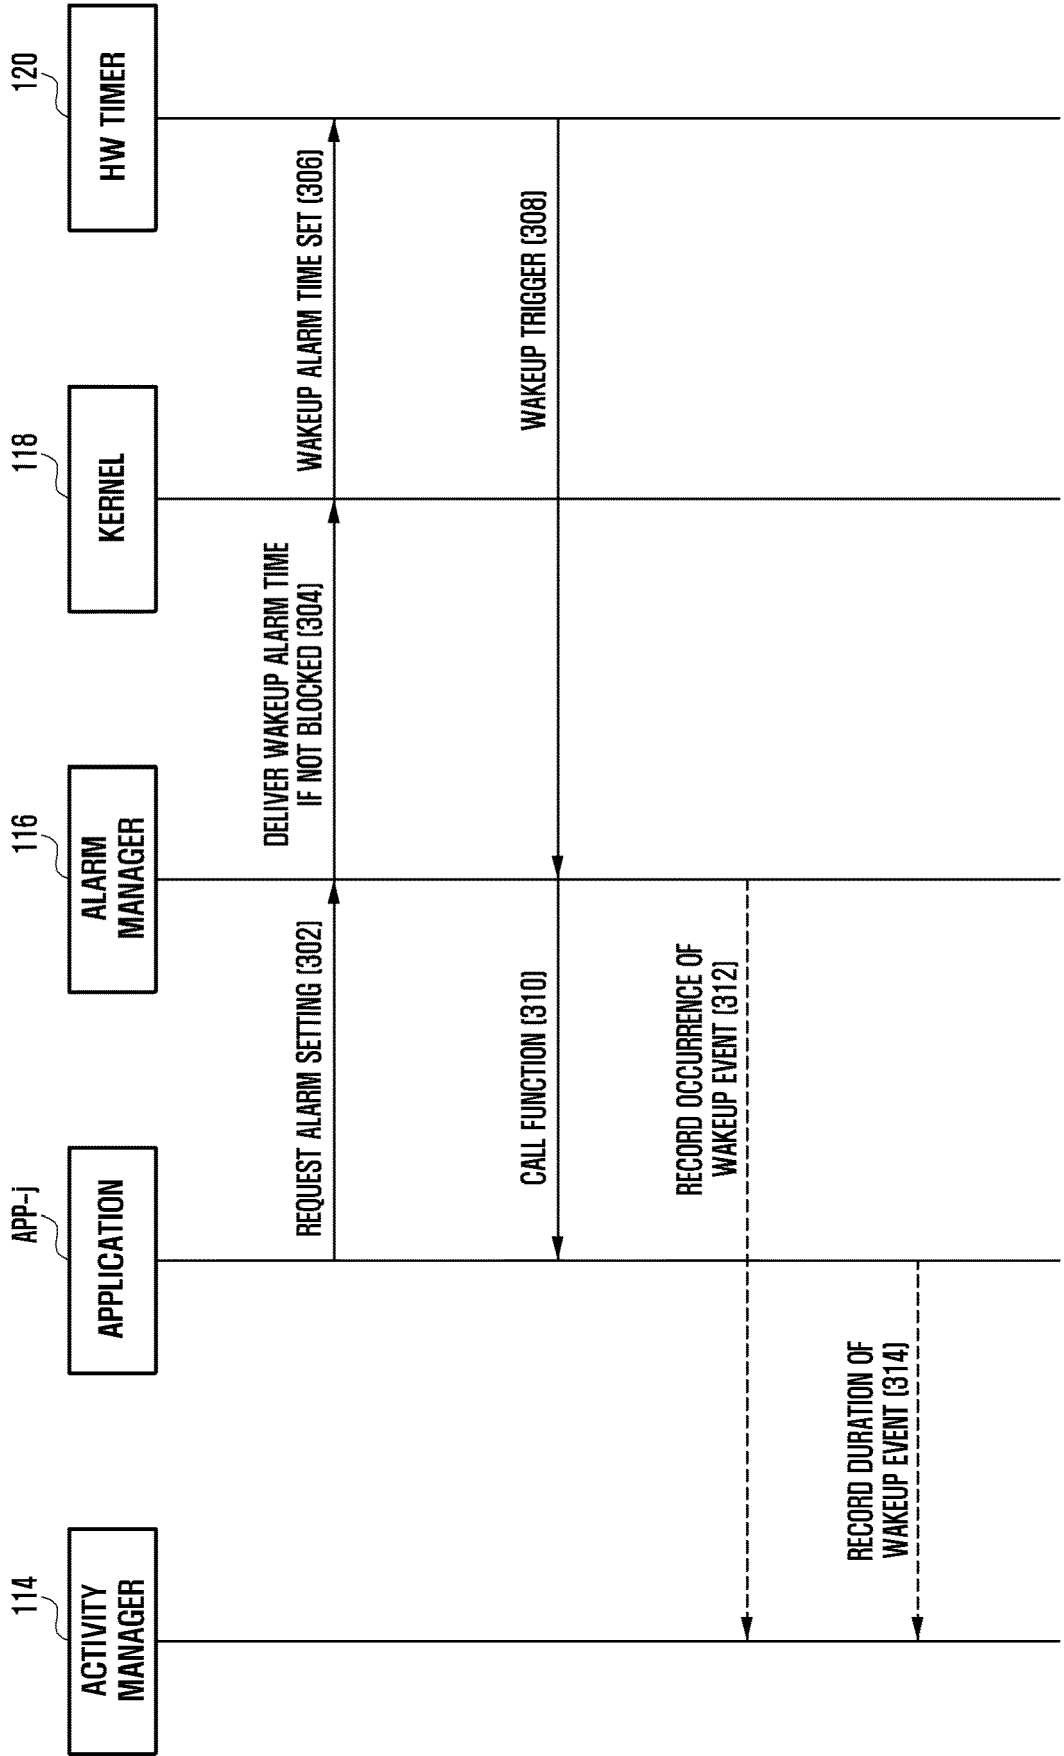 114
APP-j
116
118
120
ACTIVITY
MANAGER
APPLICATION
ALARM
MANAGER
KERNEL
HW TIMER
REQUEST ALARM SETTING (302)
DELIVER WAKEUP ALARM TIME
IF NOT BLOCKED (304)
WAKEUP ALARM TIME SET (306)
CALL FUNCTION (310)
WAKEUP TRIGGER (308)
RECORD OCCURRENCE OF
WAKEUP EVENT (312)
RECORD DURATION OF
WAKEUP EVENT (314)